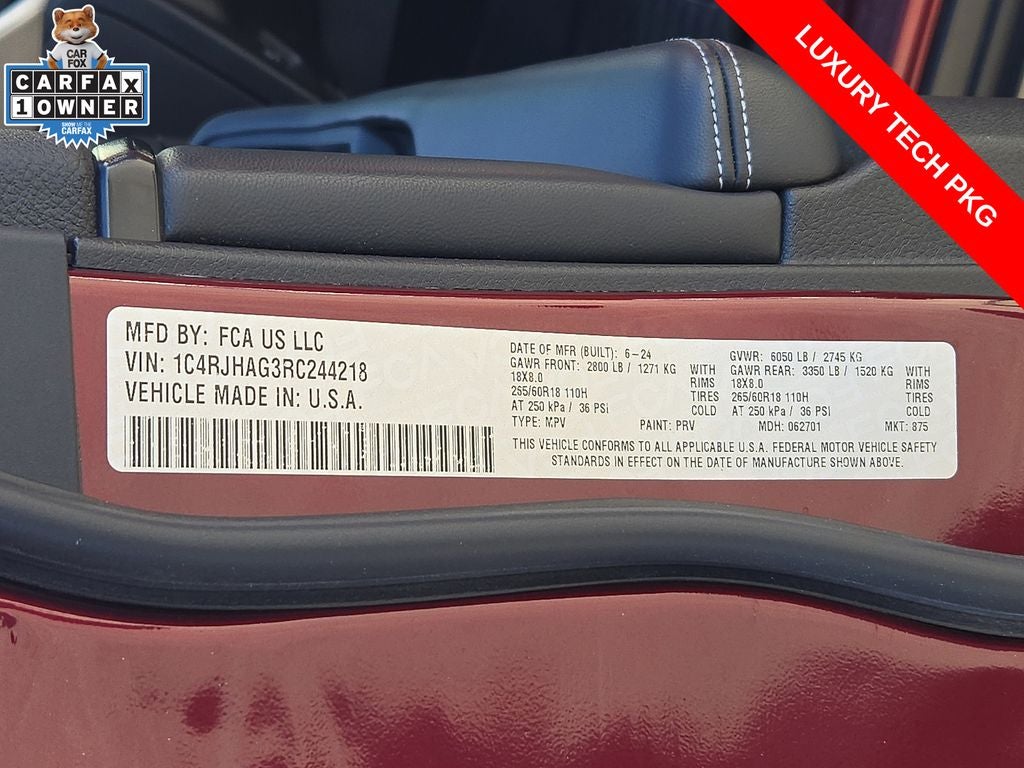 CAR
FOX
CARFAX
1 OWNER
SHOW ME THE
CARFAX
LUXURY TECH PKG
MFD BY: FCA US LLC
VIN: 1C4RJHAG3RC244218
VEHICLE MADE IN: U.S.A.
DATE OF MFR (BUILT): 6-24
GAWR FRONT: 2800 LB / 1271 KG WITH
18X8.0 RIMS
265/60R18 110H TIRES
AT 250 kPa / 36 PSI COLD
TYPE: MPV PAINT: PRV
GVWR: 6050 LB / 2745 KG
GAWR REAR: 3350 LB / 1520 KG WITH
18X8.0 RIMS
265/60R18 110H TIRES
AT 250 kPa / 36 PSI COLD
MDH: 062701 MKT: 875
THIS VEHICLE CONFORMS TO ALL APPLICABLE U.S.A. FEDERAL MOTOR VEHICLE SAFETY
STANDARDS IN EFFECT ON THE DATE OF MANUFACTURE SHOWN ABOVE.